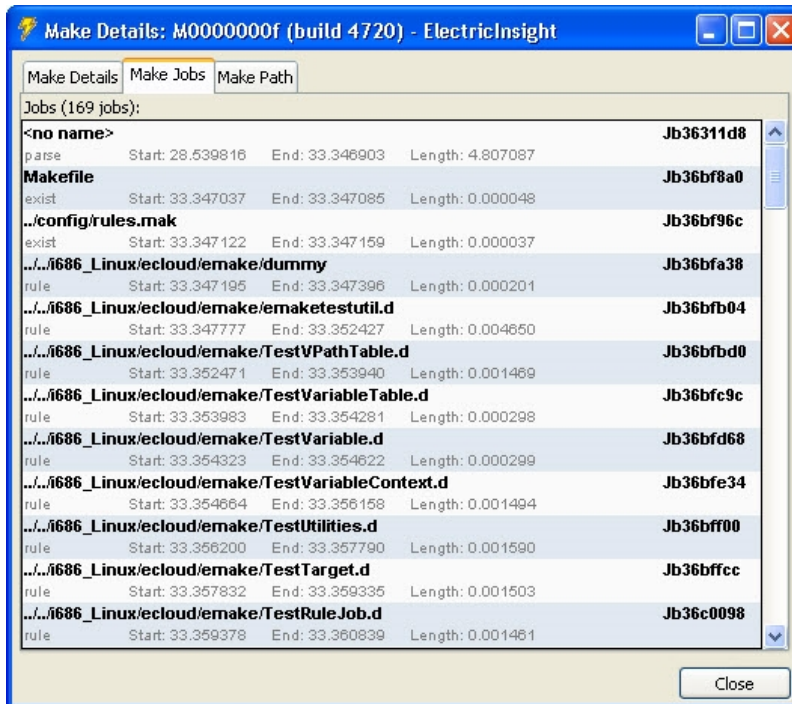 Make Details: M0000000f (build 4720) - ElectricInsight
Make Details Make Jobs Make Path
Jobs (169 jobs):
<no name> Jb36311d8
parse Start: 28.539816 End: 33.346903 Length: 4.807087
Makefile Jb36bf8a0
exist Start: 33.347037 End: 33.347085 Length: 0.000048
../config/rules.mak Jb36bf96c
exist Start: 33.347122 End: 33.347159 Length: 0.000037
../../i686_Linux/ecloud/emake/dummy Jb36bfa38
rule Start: 33.347195 End: 33.347396 Length: 0.000201
../../i686_Linux/ecloud/emake/emaketestutil.d Jb36bfb04
rule Start: 33.347777 End: 33.352427 Length: 0.004650
../../i686_Linux/ecloud/emake/TestVPathTable.d Jb36bfbd0
rule Start: 33.352471 End: 33.353940 Length: 0.001469
../../i686_Linux/ecloud/emake/TestVariableTable.d Jb36bfc9c
rule Start: 33.353983 End: 33.354281 Length: 0.000298
../../i686_Linux/ecloud/emake/TestVariable.d Jb36bfd68
rule Start: 33.354323 End: 33.354622 Length: 0.000299
../../i686_Linux/ecloud/emake/TestVariableContext.d Jb36bfe34
rule Start: 33.354664 End: 33.356158 Length: 0.001494
../../i686_Linux/ecloud/emake/TestUtilities.d Jb36bff00
rule Start: 33.356200 End: 33.357790 Length: 0.001590
../../i686_Linux/ecloud/emake/TestTarget.d Jb36bffcc
rule Start: 33.357832 End: 33.359335 Length: 0.001503
../../i686_Linux/ecloud/emake/TestRuleJob.d Jb36c0098
rule Start: 33.359378 End: 33.360839 Length: 0.001461
Close